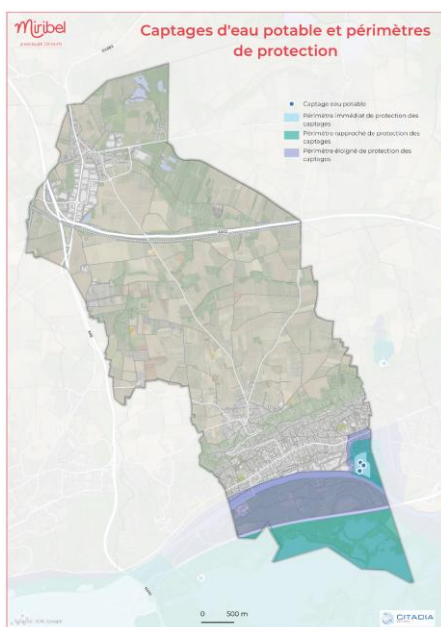 Miribel
Captages d'eau potable et périmètres
de protection
Captage eau potable
Périmètre immédiat de protection des
captages
Périmètre rapproché de protection des
captages
Périmètre éloigné de protection des
captages
0 500 m
CITADIA